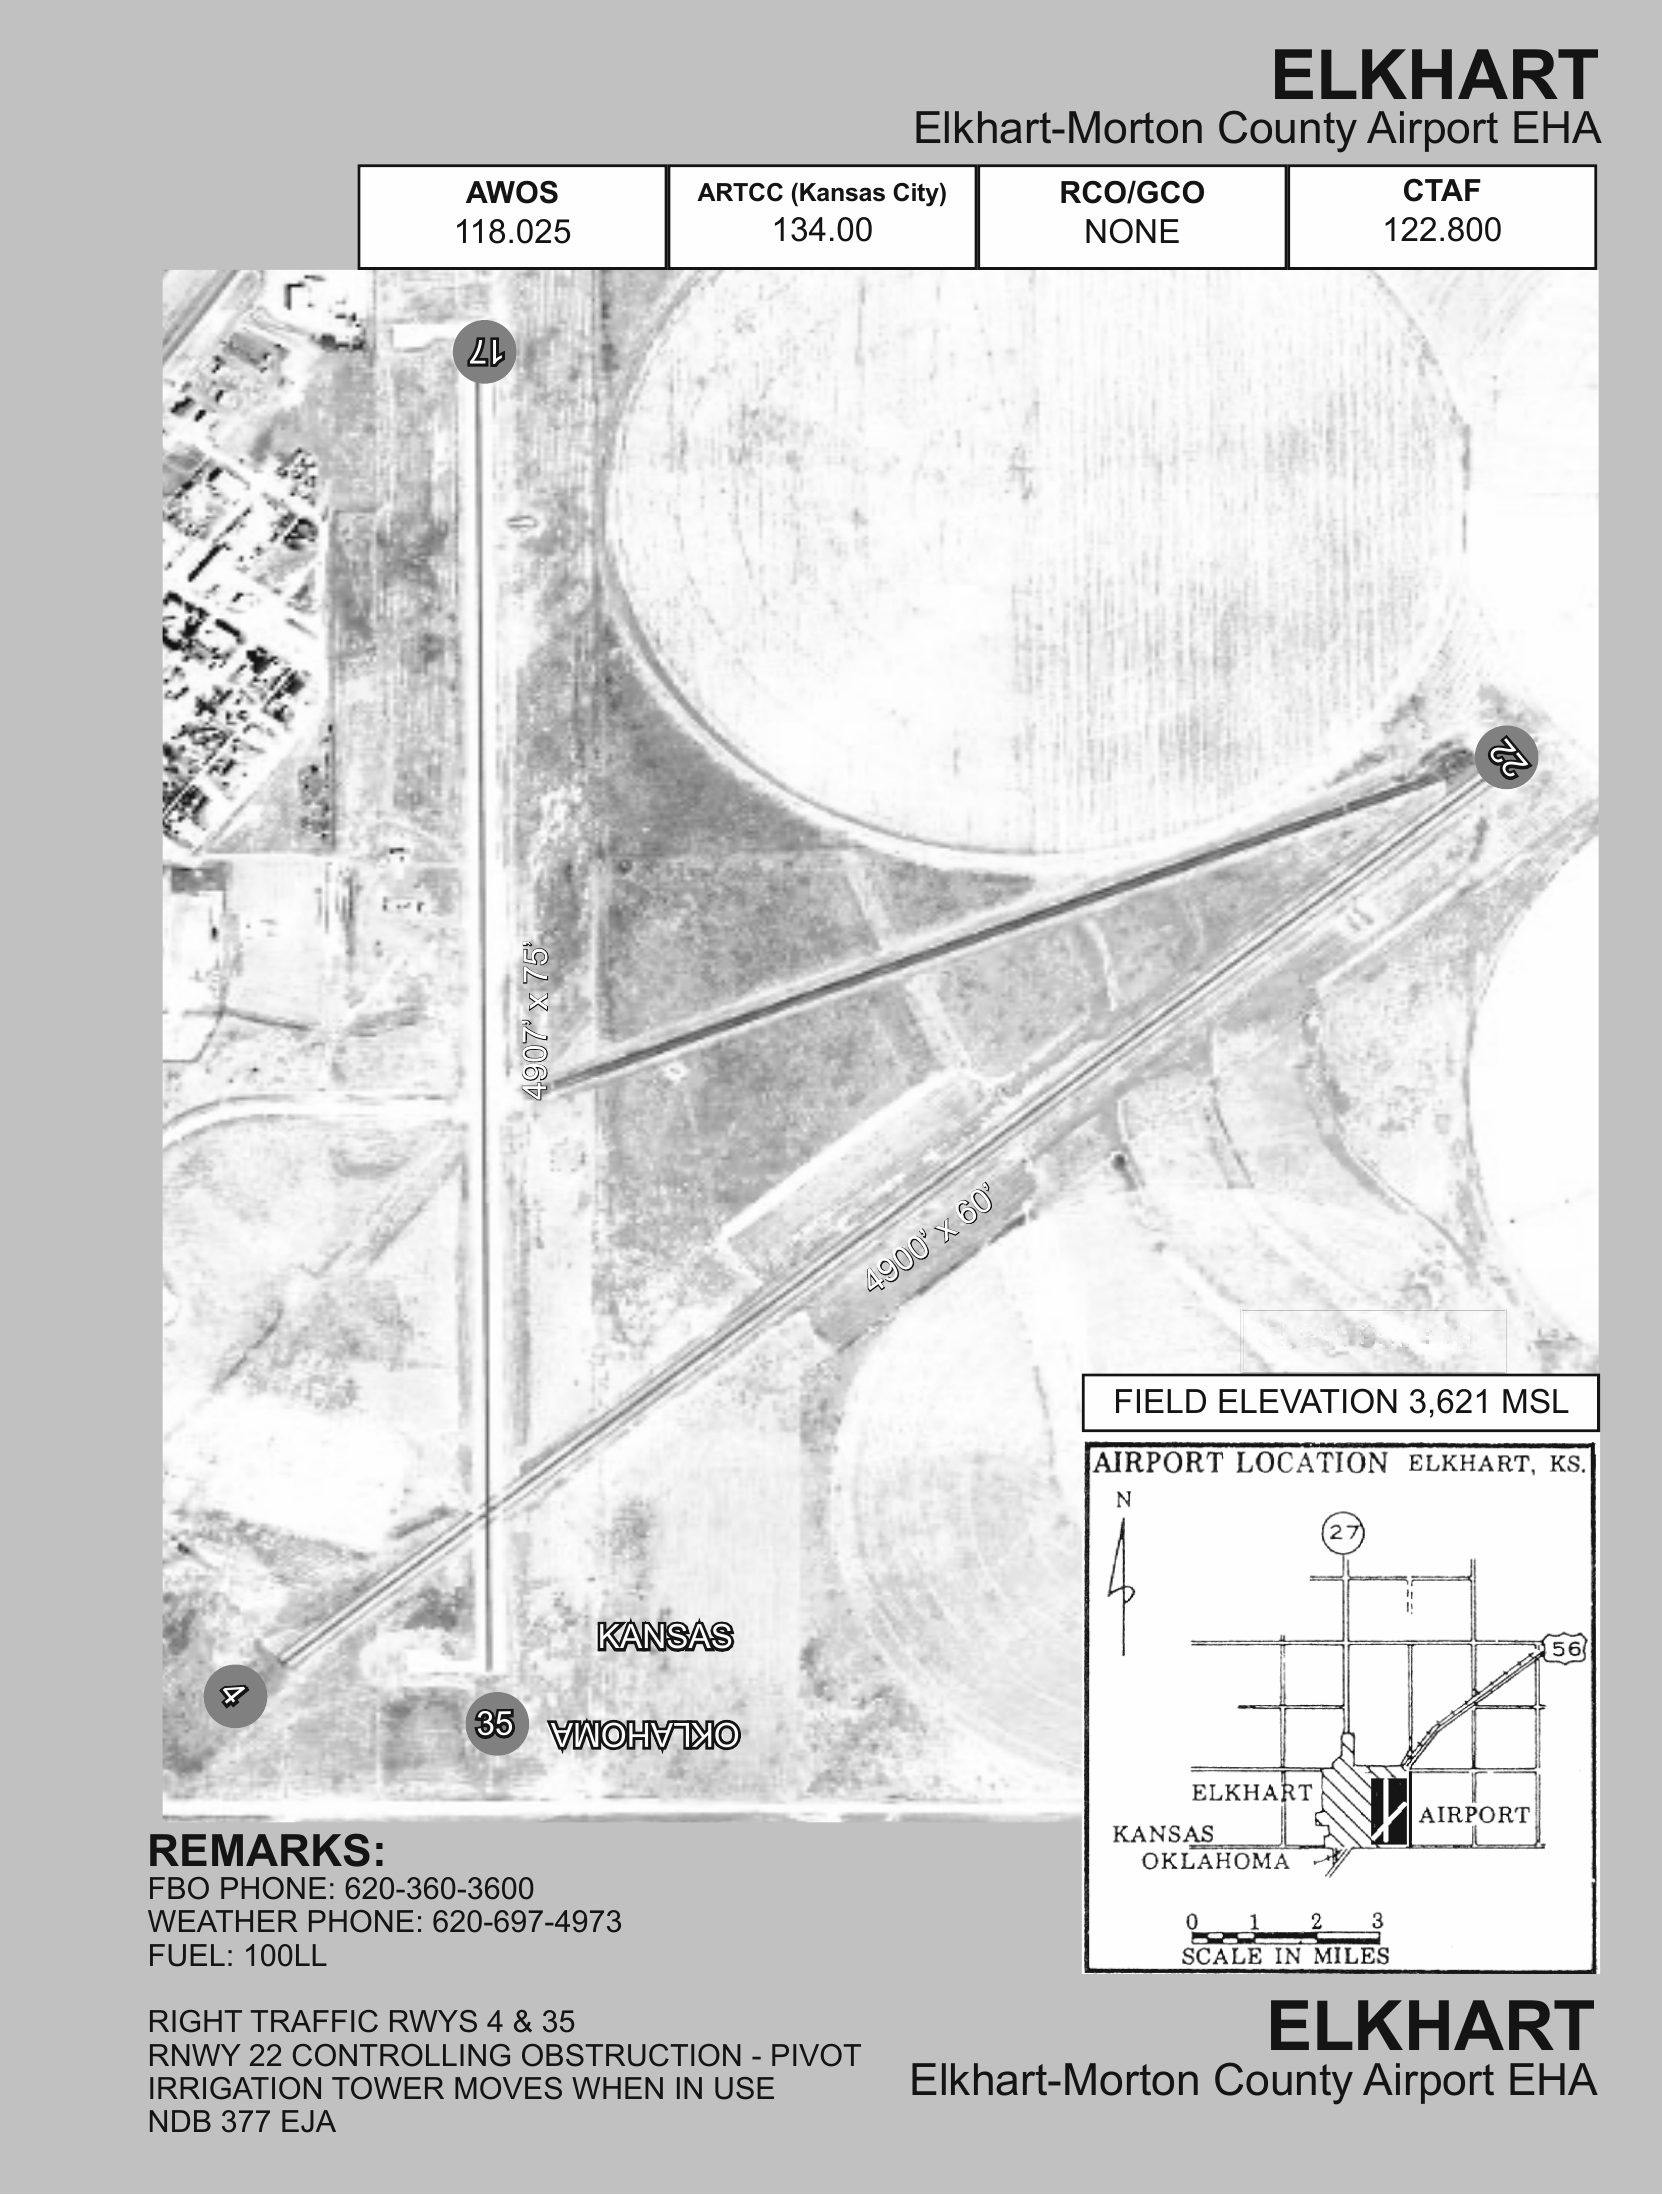 ELKHART
Elkhart-Morton County Airport EHA
AWOS
118.025
ARTCC (Kansas City)
134.00
RCO/GCO
NONE
CTAF
122.800
17
22
4907' x 75'
4900' x 60'
FIELD ELEVATION 3,621 MSL
KANSAS
4
35
OKLAHOMA
AIRPORT LOCATION ELKHART, KS.
N
27
56
ELKHART
AIRPORT
KANSAS
OKLAHOMA
0 1 2 3
SCALE IN MILES
REMARKS:
FBO PHONE: 620-360-3600
WEATHER PHONE: 620-697-4973
FUEL: 100LL
RIGHT TRAFFIC RWYS 4 & 35
RNWY 22 CONTROLLING OBSTRUCTION - PIVOT
IRRIGATION TOWER MOVES WHEN IN USE
NDB 377 EJA
ELKHART
Elkhart-Morton County Airport EHA